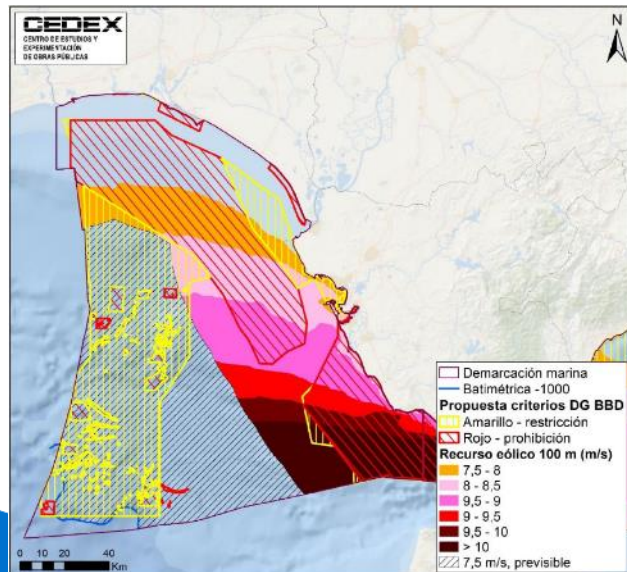 CEDEX
CENTRO DE ESTUDIOS Y
EXPERIMENTACIÓN
DE OBRAS PÚBLICAS
N
Demarcación marina
Batimétrica -1000
Propuesta criterios DG BBD
Amarillo - restricción
Rojo - prohibición
Recurso eólico 100 m (m/s)
7,5 - 8
8 - 8,5
8,5 - 9
9 - 9,5
9,5 - 10
> 10
7,5 m/s, previsible
0 10 20 40
Km